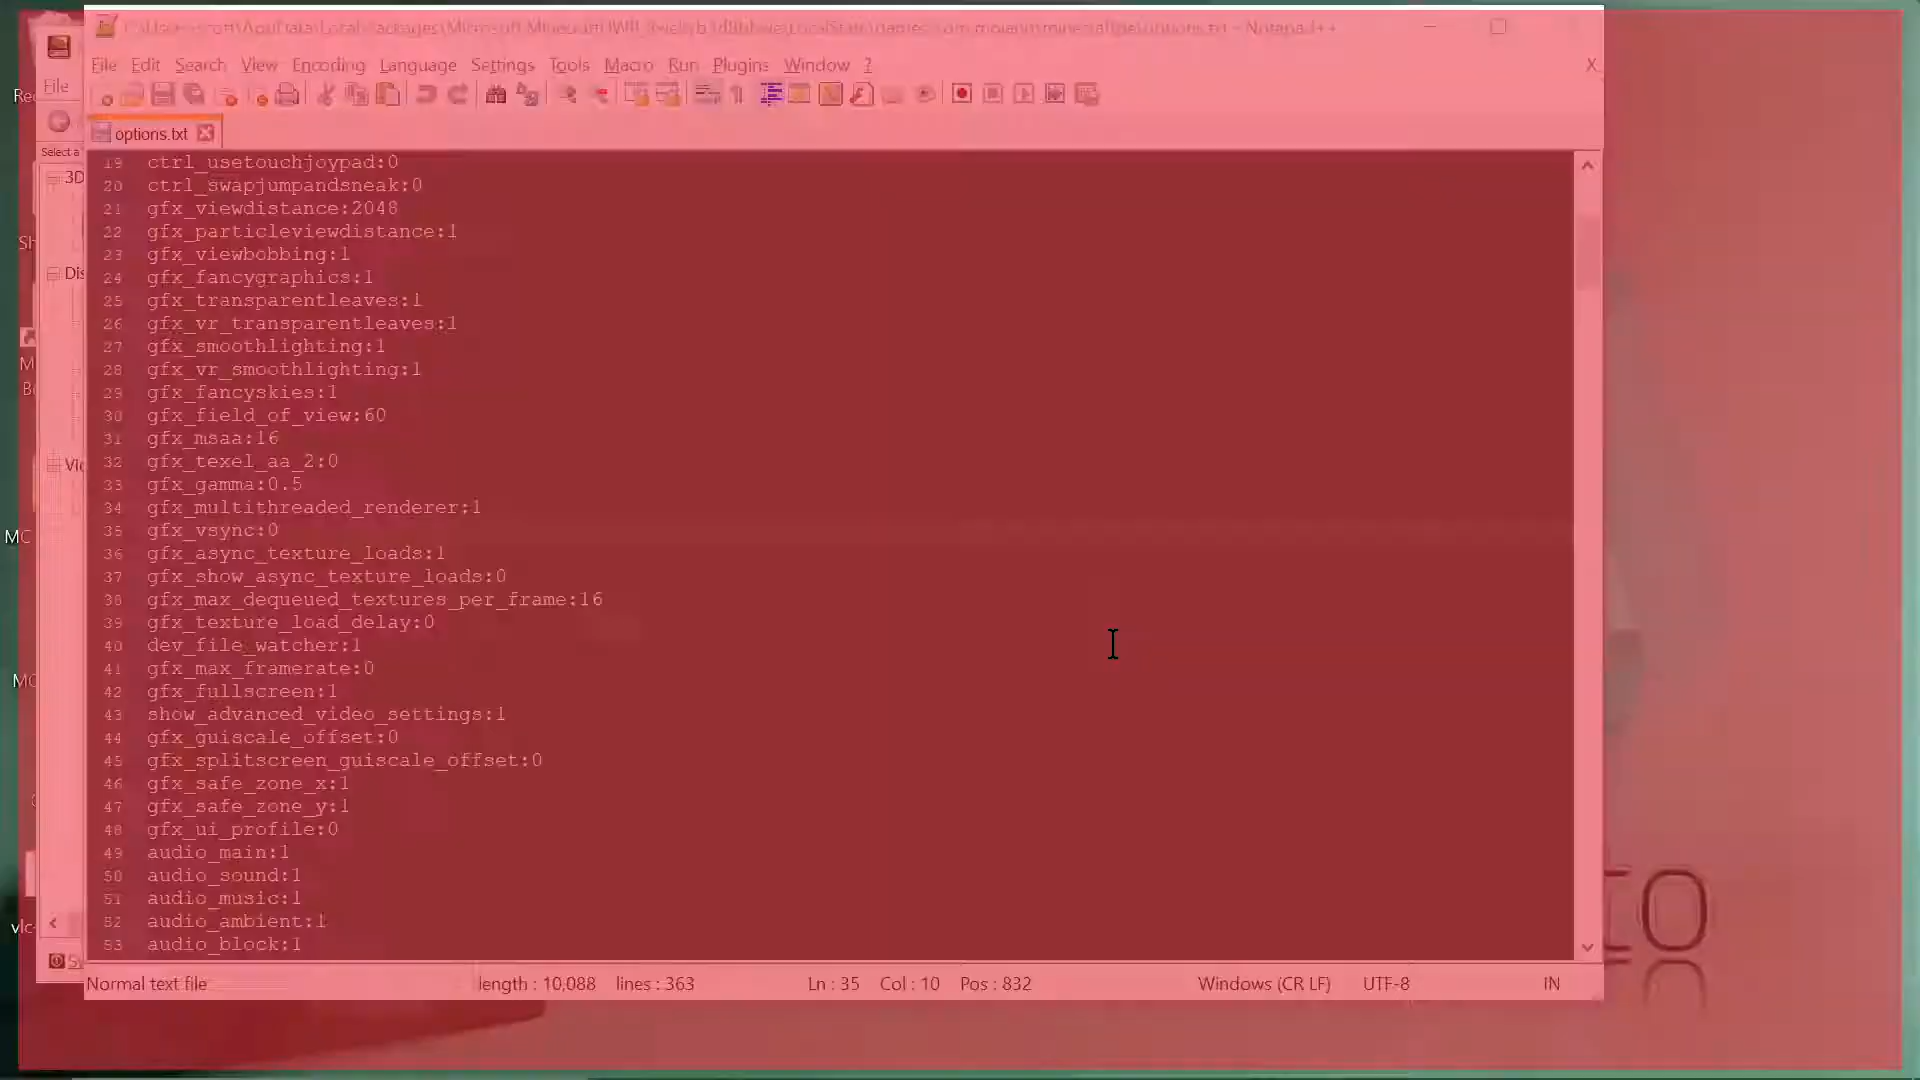 File Edit Search View Encoding Language Settings Tools Macro Run Plugins Window ? X
File
options.txt
Select a
3D
19 ctrl_usetouchjoypad:0
20 ctrl_swapjumpandsneak:0
21 gfx_viewdistance:2048
22 gfx_particleviewdistance:1
23 gfx_viewbobbing:1
24 gfx_fancygraphics:1
25 gfx_transparentleaves:1
26 gfx_vr_transparentleaves:1
27 gfx_smoothlighting:1
28 gfx_vr_smoothlighting:1
29 gfx_fancyskies:1
30 gfx_field_of_view:60
31 gfx_msaa:16
32 gfx_texel_aa_2:0
33 gfx_gamma:0.5
34 gfx_multithreaded_renderer:1
35 gfx_vsync:0
36 gfx_async_texture_loads:1
37 gfx_show_async_texture_loads:0
38 gfx_max_dequeued_textures_per_frame:16
39 gfx_texture_load_delay:0
40 dev_file_watcher:1
41 gfx_max_framerate:0
42 gfx_fullscreen:1
43 show_advanced_video_settings:1
44 gfx_guiscale_offset:0
45 gfx_splitscreen_guiscale_offset:0
46 gfx_safe_zone_x:1
47 gfx_safe_zone_y:1
48 gfx_ui_profile:0
49 audio_main:1
50 audio_sound:1
51 audio_music:1
52 audio_ambient:1
53 audio_block:1
MC
vlc
to
Normal text file length : 10,088 lines : 363 Ln : 35 Col : 10 Pos : 832 Windows (CR LF) UTF-8 IN